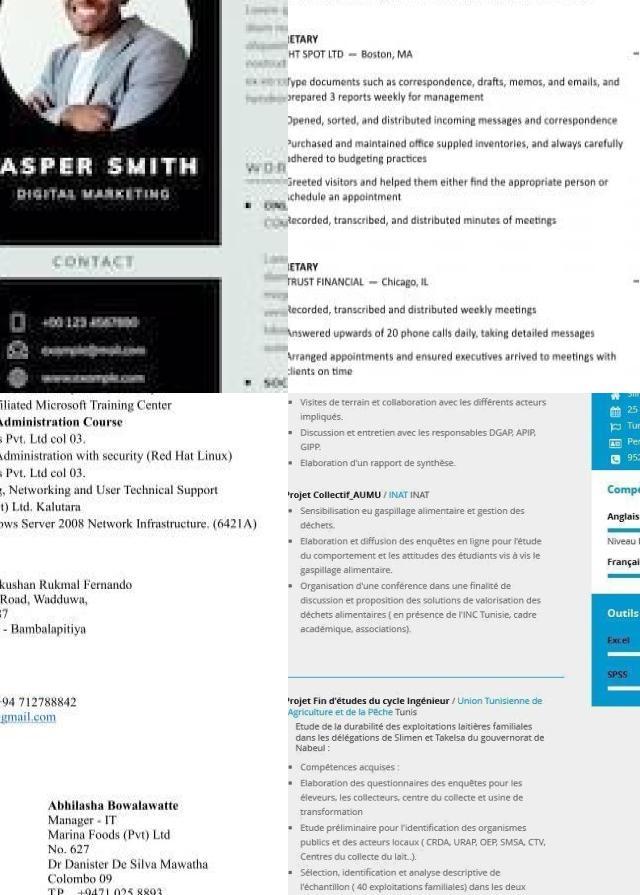 ASPER SMITH
DIGITAL MARKETING
CONTACT
+00 123 4567890
ETARY
HT SPOT LTD — Boston, MA
Type documents such as correspondence, drafts, memos, and emails, and
prepared 3 reports weekly for management
Opened, sorted, and distributed incoming messages and correspondence
Purchased and maintained office suppled inventories, and always carefully
adhered to budgeting practices
Greeted visitors and helped them either find the appropriate person or
schedule an appointment
Recorded, transcribed, and distributed minutes of meetings
ETARY
TRUST FINANCIAL — Chicago, IL
Recorded, transcribed and distributed weekly meetings
Answered upwards of 20 phone calls daily, taking detailed messages
Arranged appointments and ensured executives arrived to meetings with
clients on time
filiated Microsoft Training Center
Administration Course
s Pvt. Ltd col 03.
Administration with security (Red Hat Linux)
s Pvt. Ltd col 03.
g, Networking and User Technical Support
t) Ltd. Kalutara
ows Server 2008 Network Infrastructure. (6421A)
kushan Rukmal Fernando
Road, Wadduwa,
37
- Bambalapitiya
+94 712788842
@gmail.com
Abhilasha Bowalawatte
Manager - IT
Marina Foods (Pvt) Ltd
No. 627
Dr Danister De Silva Mawatha
Colombo 09
T.P. +9471 025 8893
Visites de terrain et collaboration avec les différents acteurs
impliqués.
Discussion et entretien avec les responsables DGAP, APIP,
GIPP.
Elaboration d'un rapport de synthèse.
Projet Collectif_AUMU / INAT INAT
Sensibilisation eu gaspillage alimentaire et gestion des
déchets.
Elaboration et diffusion des enquêtes en ligne pour l'étude
du comportement et les attitudes des étudiants vis à vis le
gaspillage alimentaire.
Organisation d'une conférence dans une finalité de
discussion et proposition des solutions de valorisation des
déchets alimentaires ( en présence de l'INC Tunisie, cadre
académique, associations).
Projet Fin d'études du cycle Ingénieur / Union Tunisienne de
Agriculture et de la Pêche Tunis
Etude de la durabilité des exploitations laitières familiales
dans les délégations de Slimen et Takelsa du gouvernorat de
Nabeul :
Compétences acquises :
Elaboration des questionnaires des enquêtes pour les
éleveurs, les collecteurs, centre du collecte et usine de
transformation
Etude préliminaire pour l'identification des organismes
publics et des acteurs locaux ( CRDA, URAP, OEP, SMSA, CTV,
Centres du collecte du lait..).
Sélection, identification et analyse descriptive de
l'échantillon ( 40 exploitations familiales) dans les deux
25
Tur
Per
952
Compé
Anglais
Niveau
Françai
Outils
Excel
SPSS